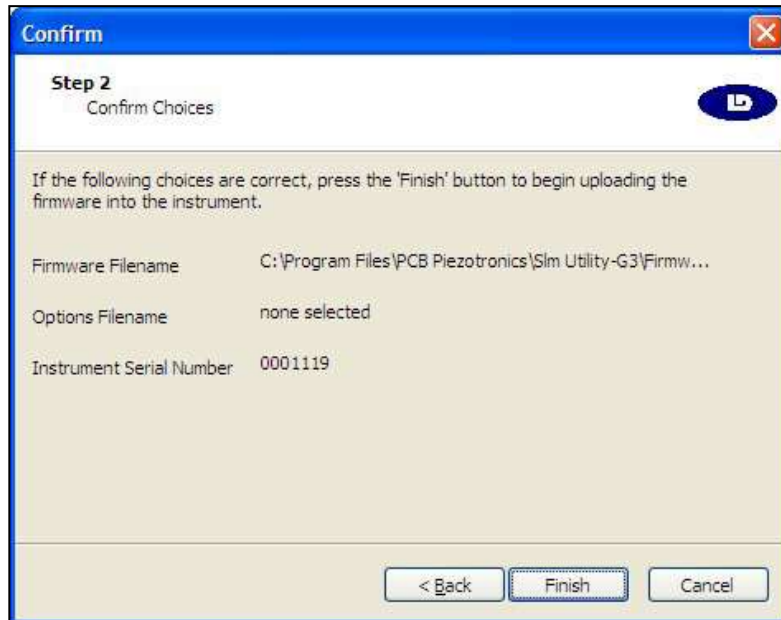 Confirm
Step 2
Confirm Choices
If the following choices are correct, press the 'Finish' button to begin uploading the
firmware into the instrument.
Firmware Filename C:\Program Files\PCB Piezotronics\Slm Utility-G3\Firmw...
Options Filename none selected
Instrument Serial Number 0001119
< Back Finish Cancel